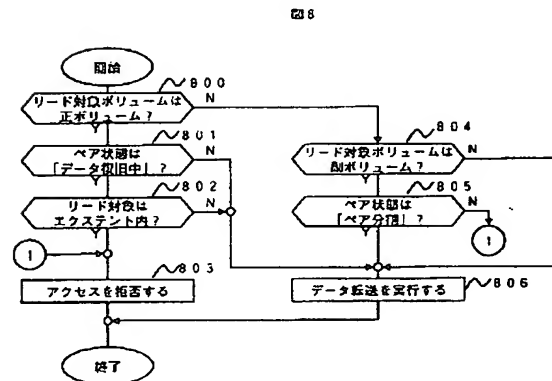 図8
開始
800
リード対象ボリュームは
正ボリューム?
N
Y
801
ペア状態は
「データ復旧中」?
N
Y
802
リード対象は
エクステント内?
N
Y
1
803
アクセスを拒否する
終了
804
リード対象ボリュームは
副ボリューム?
N
Y
805
ペア状態は
「ペア分割」?
N
Y
1
806
データ転送を実行する